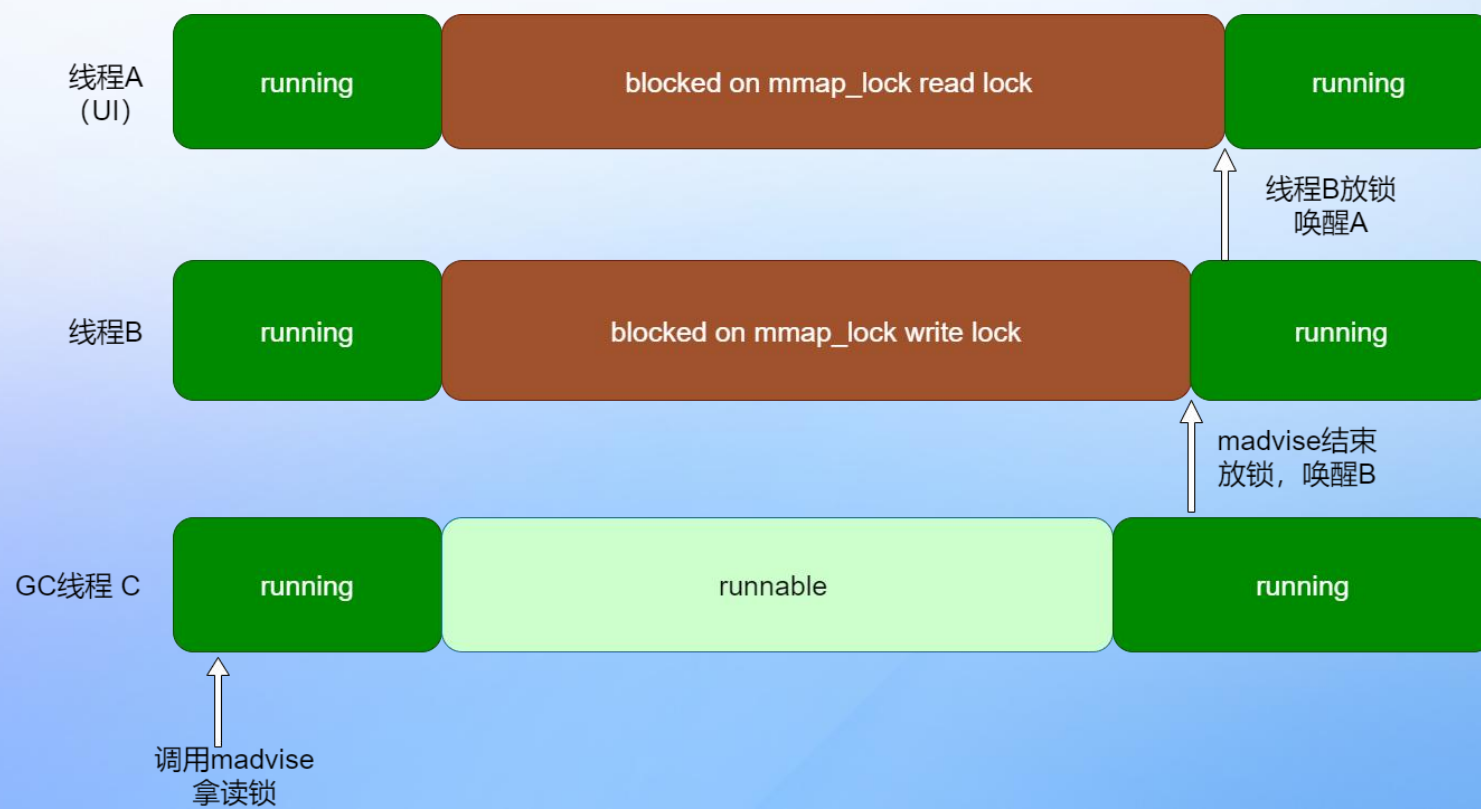 线程A
（UI）
running
blocked on mmap_lock read lock
running
线程B放锁
唤醒A
线程B
running
blocked on mmap_lock write lock
running
madvise结束
放锁，唤醒B
GC线程 C
running
runnable
running
调用madvise
拿读锁